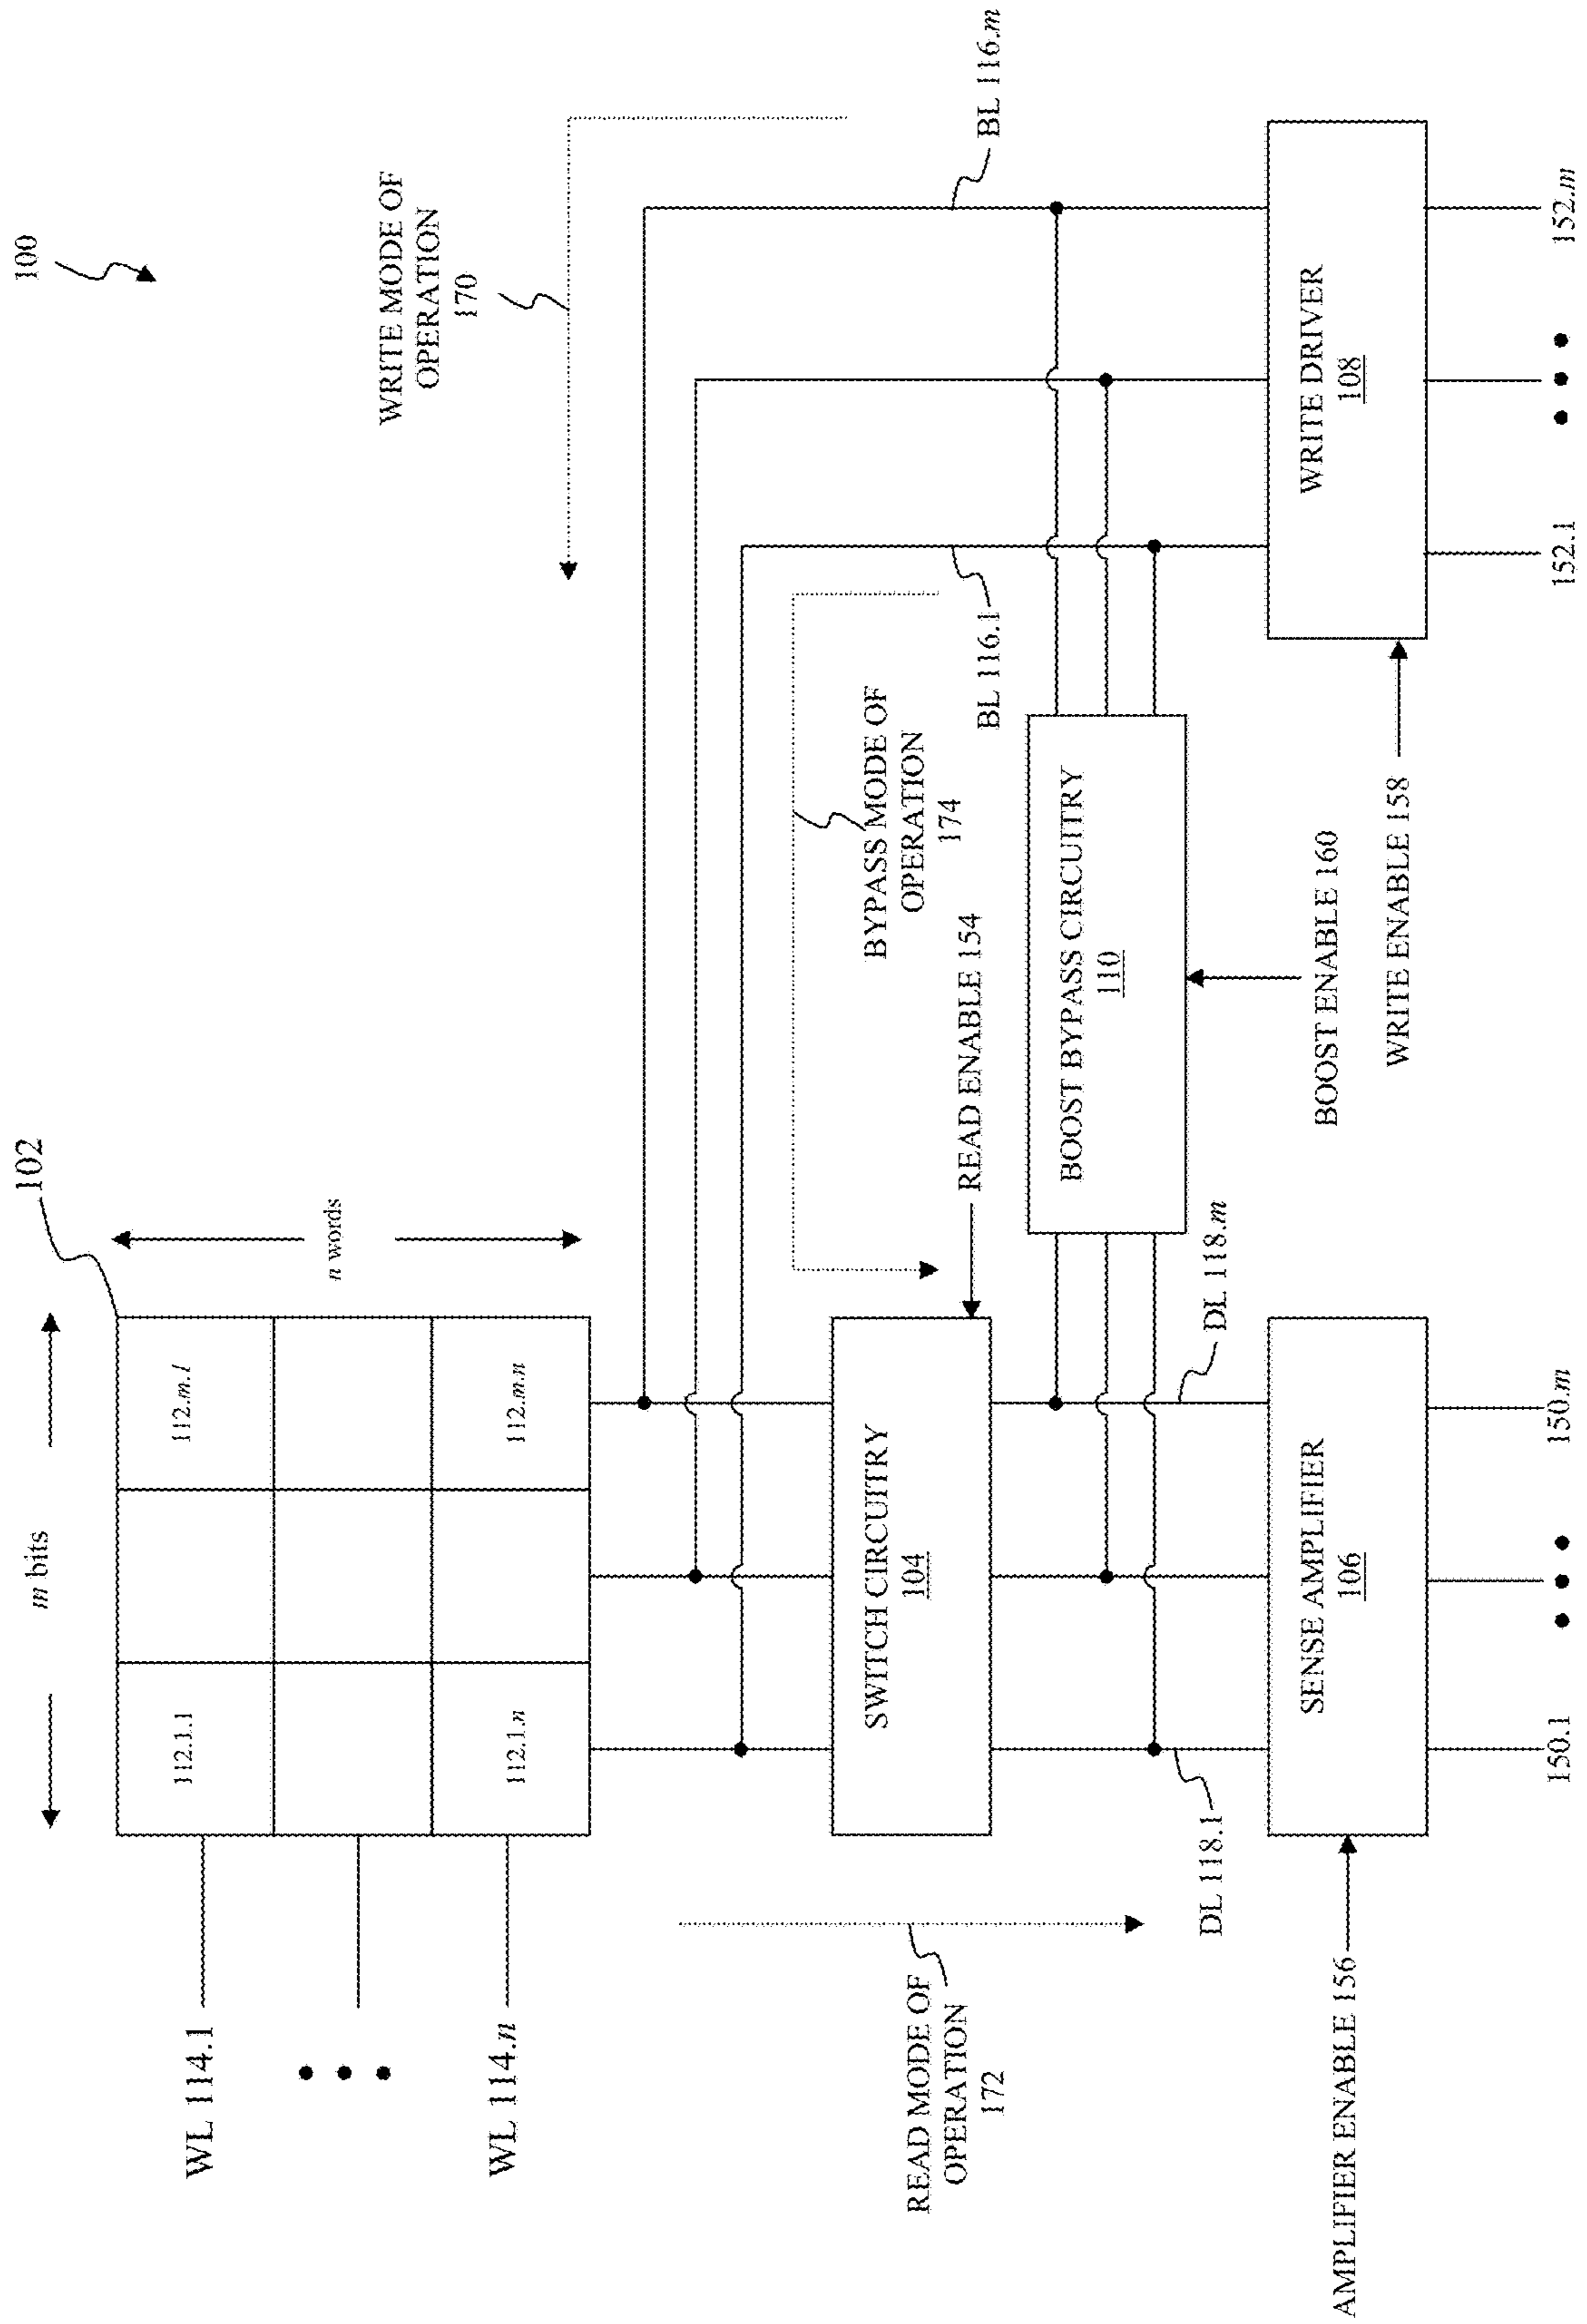 100
102
m bits
n words
112.1.1
112.m.1
112.1.n
112.m.n
WL 114.1
WL 114.n
WRITE MODE OF
OPERATION
170
READ MODE OF
OPERATION
172
BYPASS MODE OF
OPERATION
174
SWITCH CIRCUITRY
104
READ ENABLE 154
BL 116.1
BL 116.m
BOOST BYPASS CIRCUITRY
110
DL 118.1
DL 118.m
SENSE AMPLIFIER
106
WRITE DRIVER
108
BOOST ENABLE 160
WRITE ENABLE 158
AMPLIFIER ENABLE 156
150.1
150.m
152.1
152.m